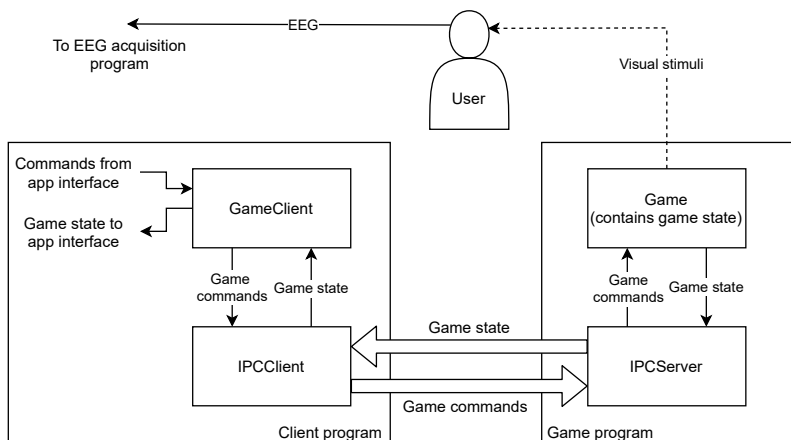 EEG
To EEG acquisition
program
Visual stimuli
User
Commands from
app interface
GameClient
Game state to
app interface
Game
(contains game state)
Game
commands
Game state
Game
commands
Game state
Game state
IPCClient
IPCServer
Game commands
Client program
Game program